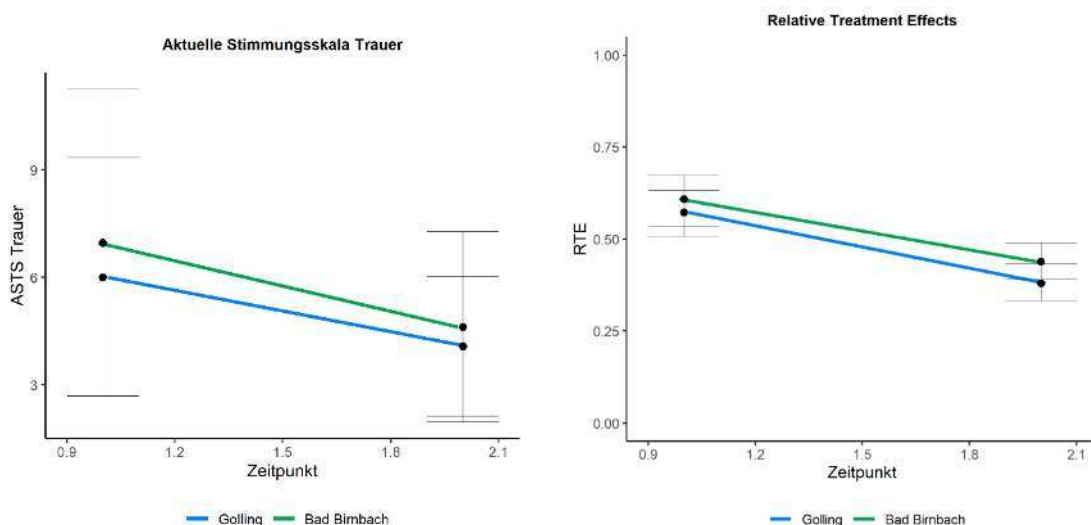 Aktuelle Stimmungsskala Trauer
ASTS Trauer
9
6
3
0.9 1.2 1.5 1.8 2.1
Zeitpunkt
Golling Bad Birnbach
Relative Treatment Effects
RTE
1.00
0.75
0.50
0.25
0.00
0.9 1.2 1.5 1.8 2.1
Zeitpunkt
Golling Bad Birnbach